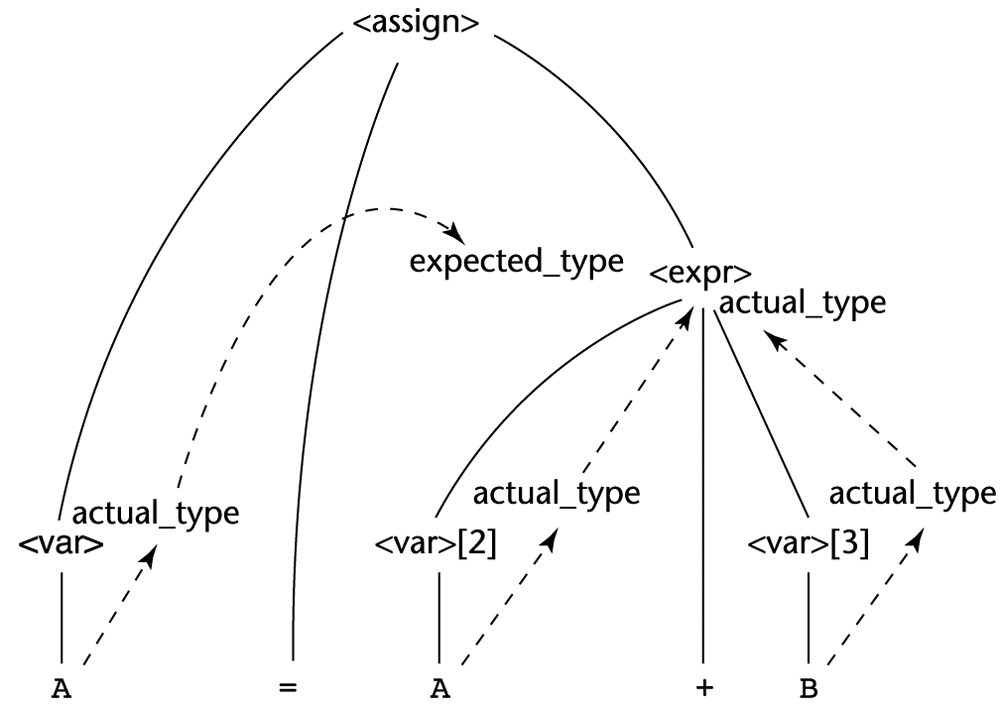 <assign>
expected_type
<expr>
actual_type
actual_type
<var>
actual_type
<var>[2]
actual_type
<var>[3]
A
=
A
+
B